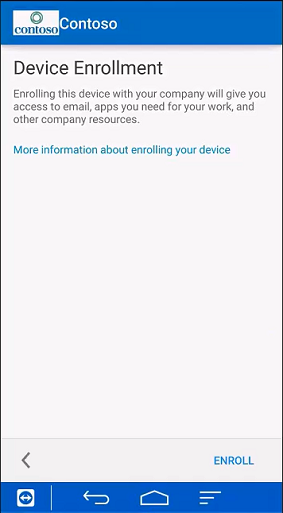 contoso Contoso
Device Enrollment
Enrolling this device with your company will give you
access to email, apps you need for your work, and
other company resources.
More information about enrolling your device
ENROLL